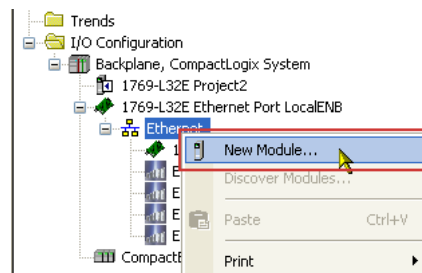 Trends
I/O Configuration
Backplane, CompactLogix System
1769-L32E Project2
1769-L32E Ethernet Port LocalENB
Ethernet
1
New Module...
E
Discover Modules...
E
E
Paste Ctrl+V
E
Print